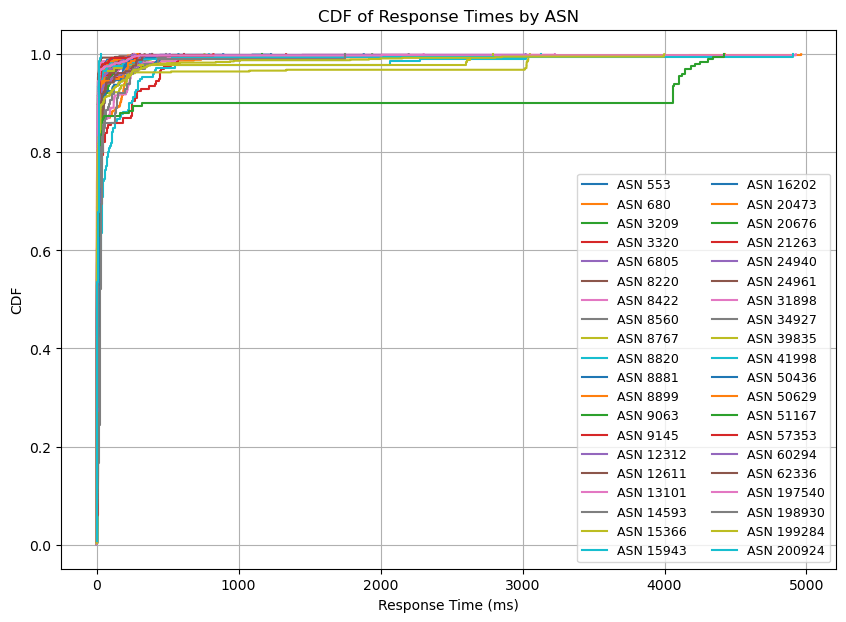 CDF of Response Times by ASN
1.0
0.8
0.6
0.4
0.2
0.0
CDF
0
1000
2000
3000
4000
5000
Response Time (ms)
ASN 553
ASN 680
ASN 3209
ASN 3320
ASN 6805
ASN 8220
ASN 8422
ASN 8560
ASN 8767
ASN 8820
ASN 8881
ASN 8899
ASN 9063
ASN 9145
ASN 12312
ASN 12611
ASN 13101
ASN 14593
ASN 15366
ASN 15943
ASN 16202
ASN 20473
ASN 20676
ASN 21263
ASN 24940
ASN 24961
ASN 31898
ASN 34927
ASN 39835
ASN 41998
ASN 50436
ASN 50629
ASN 51167
ASN 57353
ASN 60294
ASN 62336
ASN 197540
ASN 198930
ASN 199284
ASN 200924